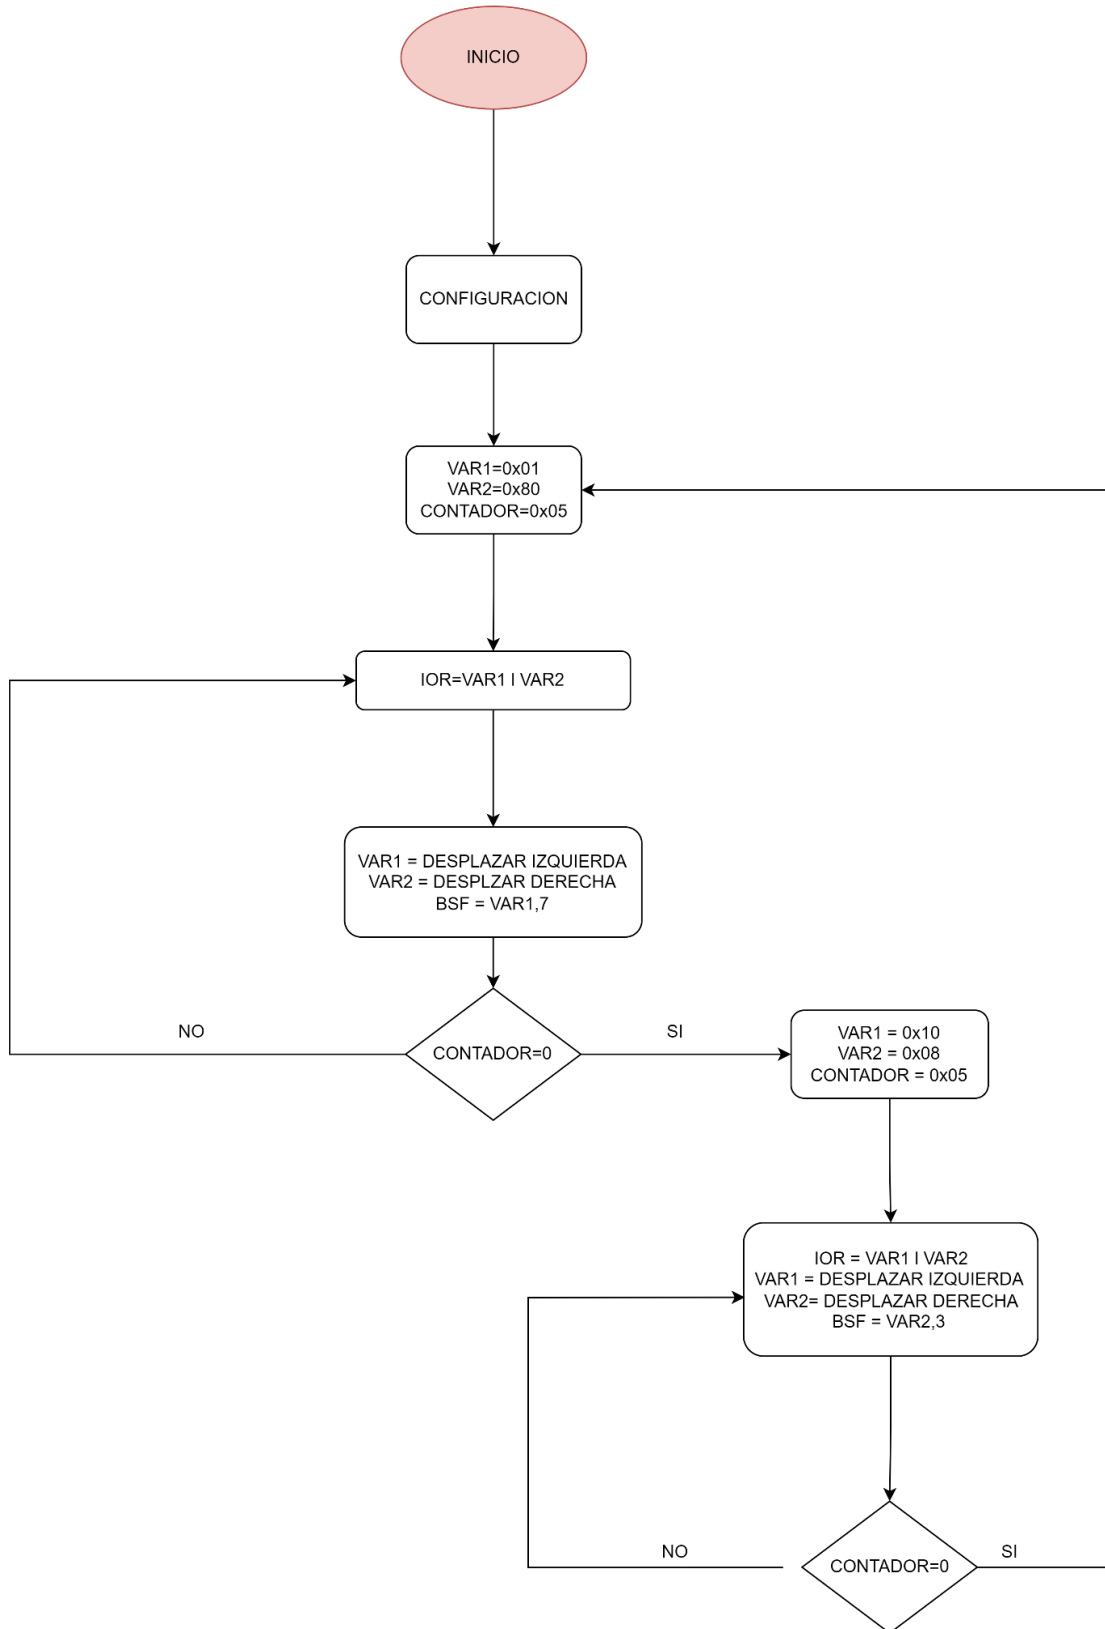 INICIO
CONFIGURACION
VAR1=0x01
VAR2=0x80
CONTADOR=0x05
IOR=VAR1 I VAR2
VAR1 = DESPLAZAR IZQUIERDA
VAR2 = DESPLZAR DERECHA
BSF = VAR1,7
NO
CONTADOR=0
SI
VAR1 = 0x10
VAR2 = 0x08
CONTADOR = 0x05
IOR = VAR1 I VAR2
VAR1 = DESPLAZAR IZQUIERDA
VAR2= DESPLAZAR DERECHA
BSF = VAR2,3
NO
CONTADOR=0
SI